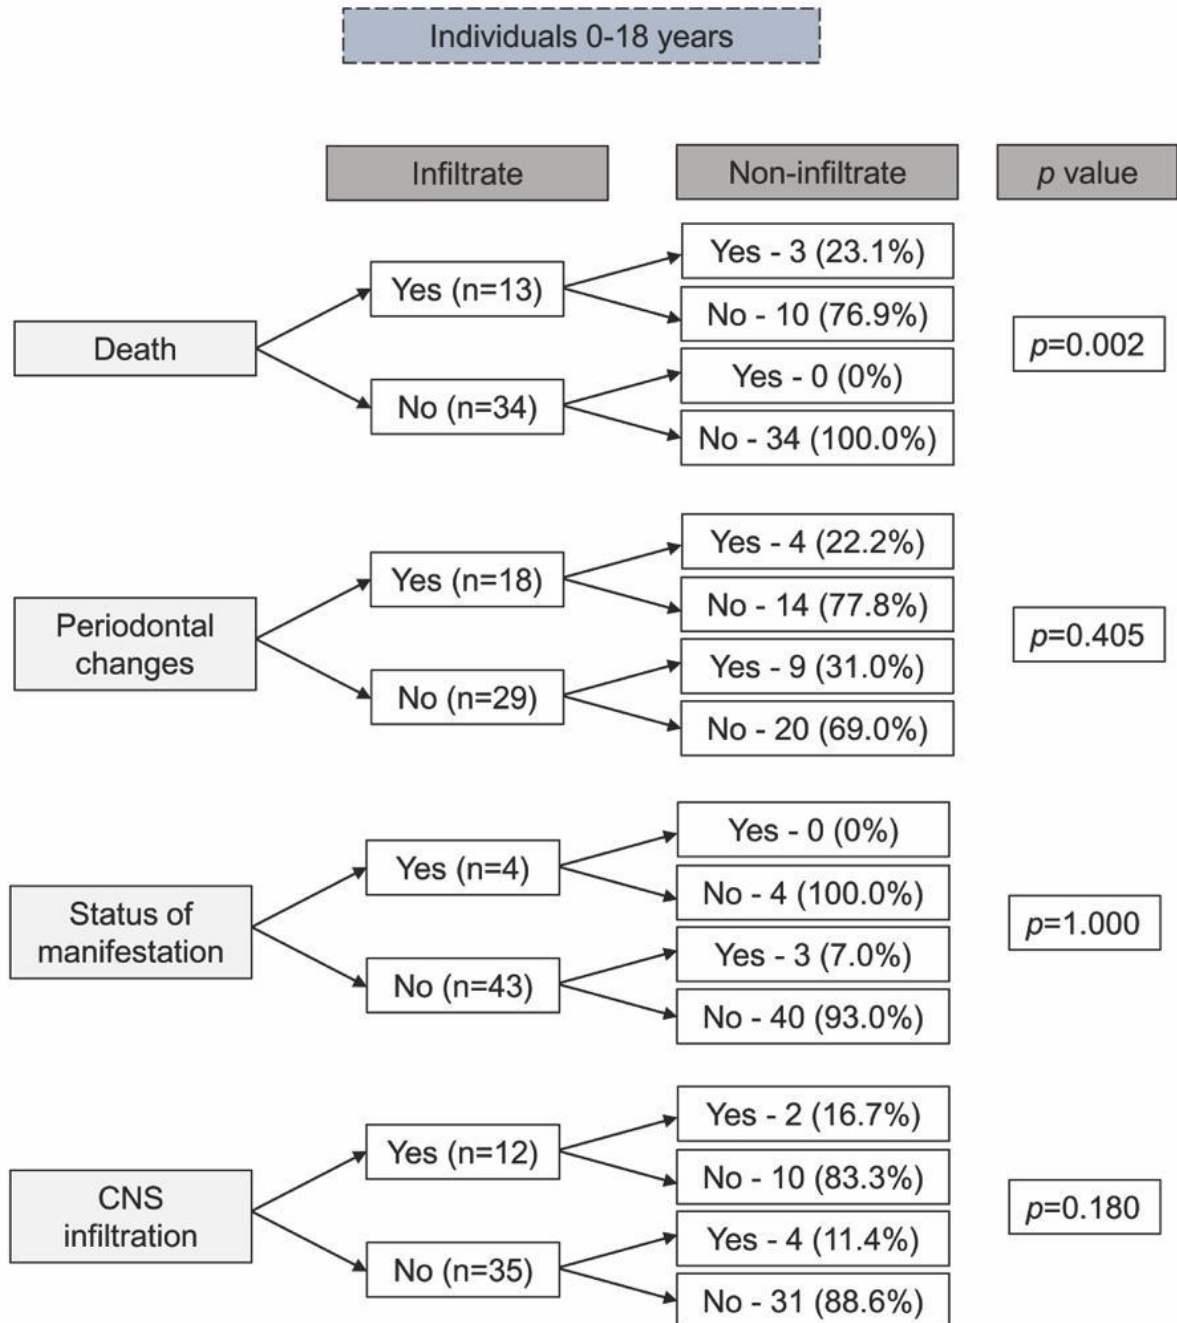 Individuals 0-18 years
Infiltrate
Non-infiltrate
p value
Death
Yes (n=13)
Yes - 3 (23.1%)
No - 10 (76.9%)
No (n=34)
Yes - 0 (0%)
No - 34 (100.0%)
p=0.002
Periodontal
changes
Yes (n=18)
Yes - 4 (22.2%)
No - 14 (77.8%)
No (n=29)
Yes - 9 (31.0%)
No - 20 (69.0%)
p=0.405
Status of
manifestation
Yes (n=4)
Yes - 0 (0%)
No - 4 (100.0%)
No (n=43)
Yes - 3 (7.0%)
No - 40 (93.0%)
p=1.000
CNS
infiltration
Yes (n=12)
Yes - 2 (16.7%)
No - 10 (83.3%)
No (n=35)
Yes - 4 (11.4%)
No - 31 (88.6%)
p=0.180